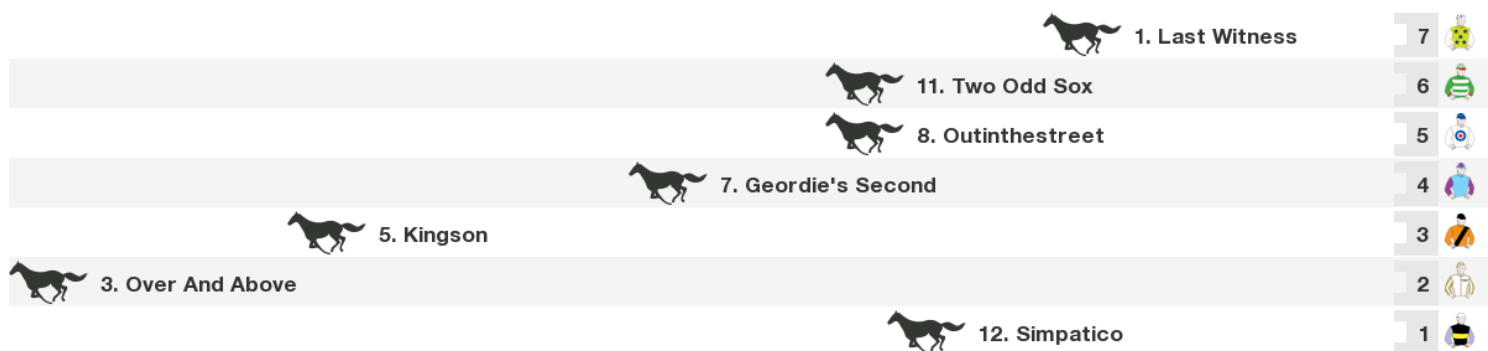 1. Last Witness 7
11. Two Odd Sox 6
8. Outinthestreet 5
7. Geordie's Second 4
5. Kingson 3
3. Over And Above 2
12. Simpatico 1